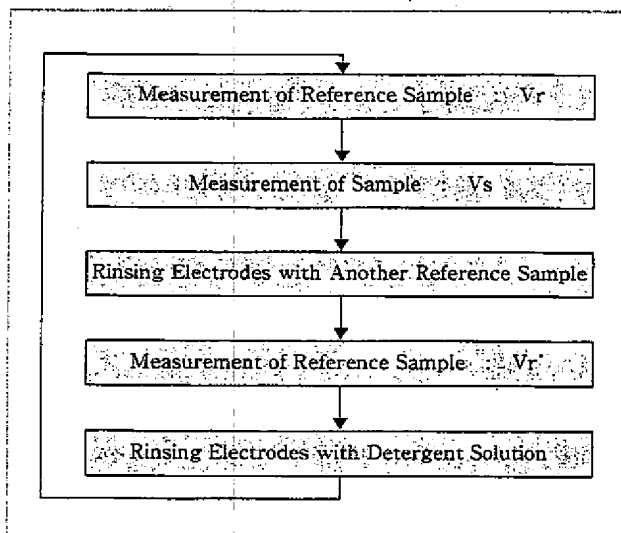 Measurement of Reference Sample : Vr
Measurement of Sample : Vs
Rinsing Electrodes with Another Reference Sample
Measurement of Reference Sample : Vr'
Rinsing Electrodes with Detergent Solution